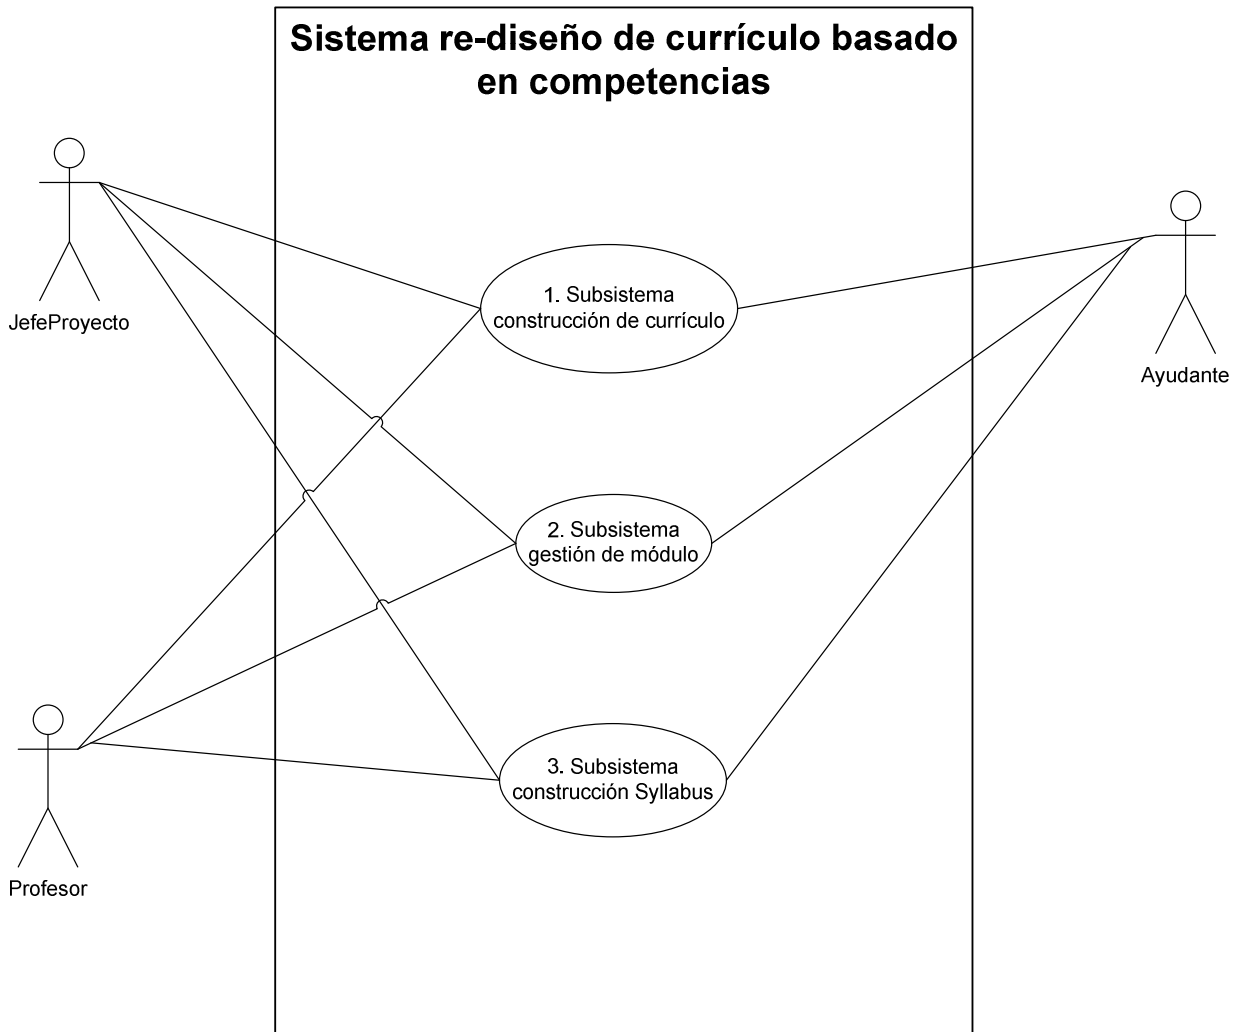 Sistema re-diseño de currículo basado
en competencias
JefeProyecto
1. Subsistema
construcción de currículo
Ayudante
2. Subsistema
gestión de módulo
3. Subsistema
construcción Syllabus
Profesor